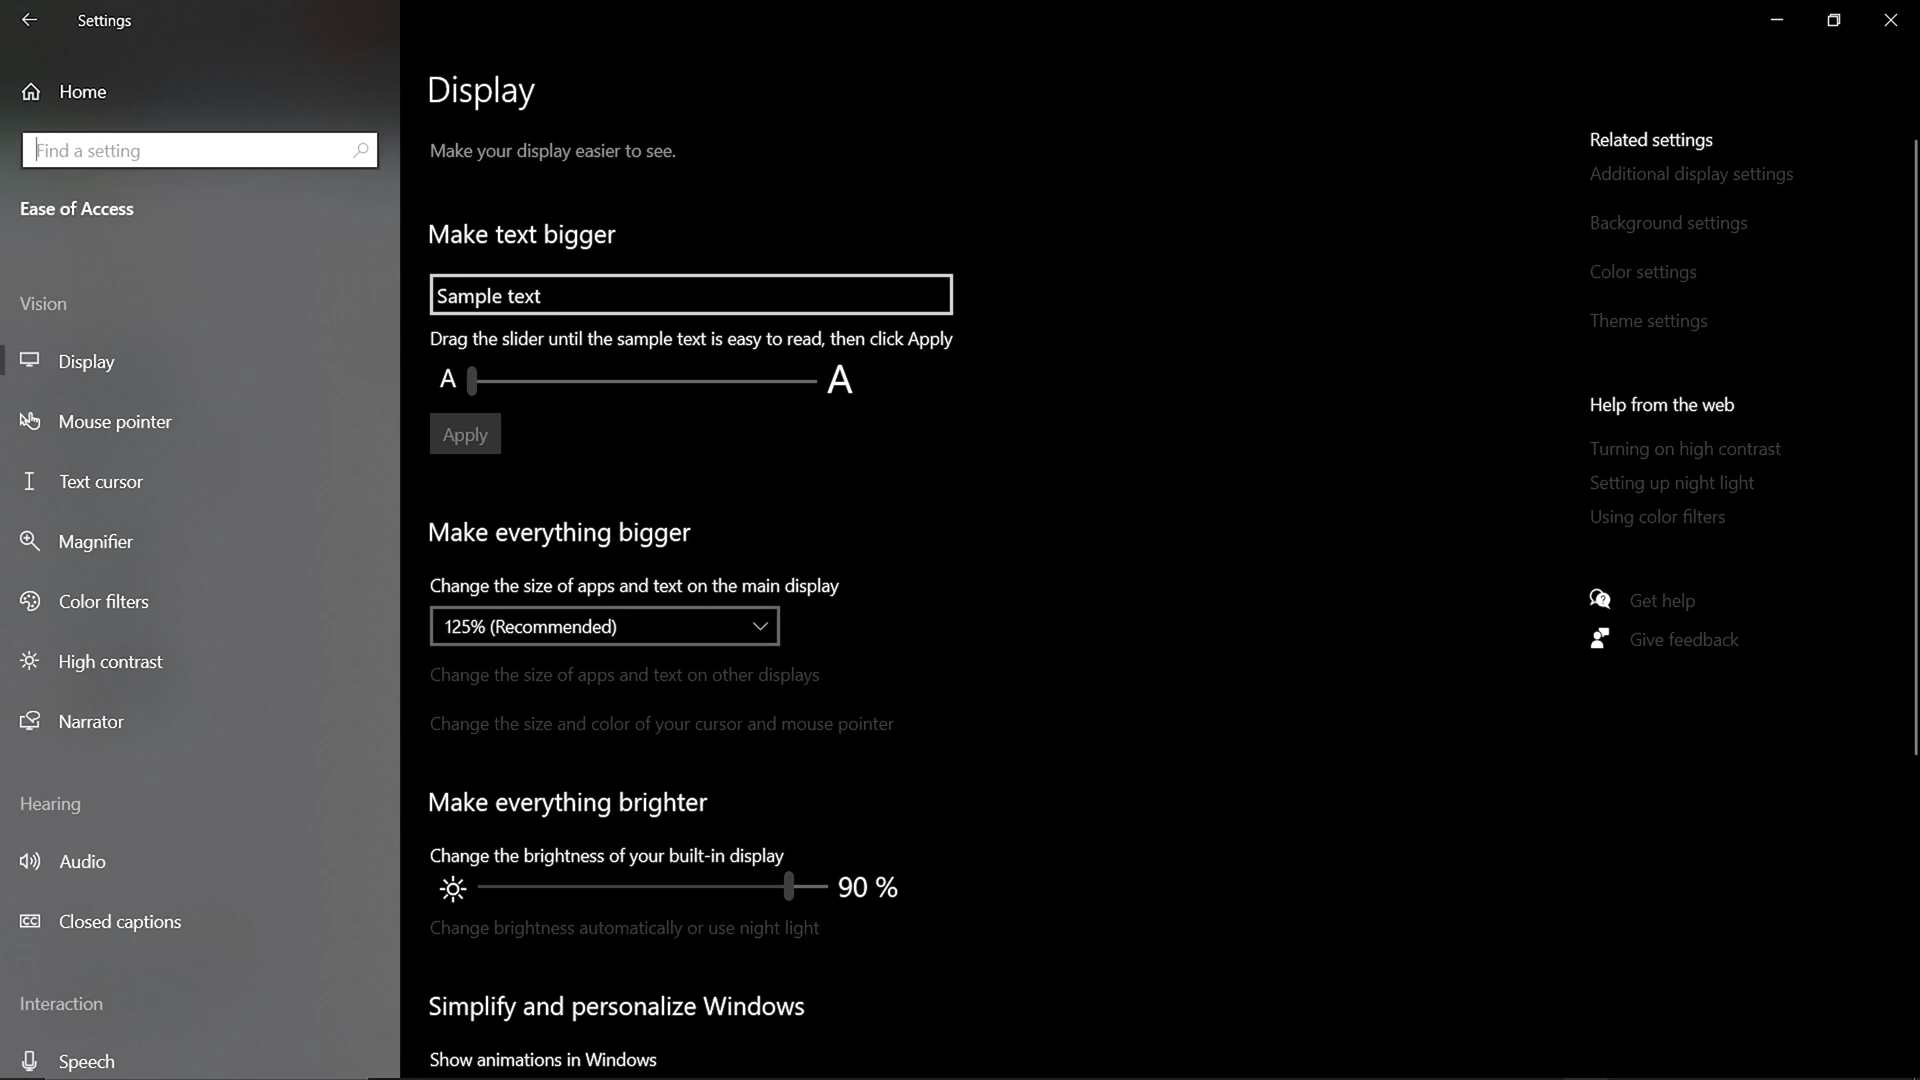 Settings
Home
Find a setting
Ease of Access
Vision
Display
Mouse pointer
Text cursor
Magnifier
Color filters
High contrast
Narrator
Hearing
Audio
Closed captions
Interaction
Speech
Display
Make your display easier to see.
Make text bigger
Sample text
Drag the slider until the sample text is easy to read, then click Apply
A A
Apply
Make everything bigger
Change the size of apps and text on the main display
125% (Recommended)
Change the size of apps and text on other displays
Change the size and color of your cursor and mouse pointer
Make everything brighter
Change the brightness of your built-in display
90 %
Change brightness automatically or use night light
Simplify and personalize Windows
Show animations in Windows
Related settings
Additional display settings
Background settings
Color settings
Theme settings
Help from the web
Turning on high contrast
Setting up night light
Using color filters
Get help
Give feedback